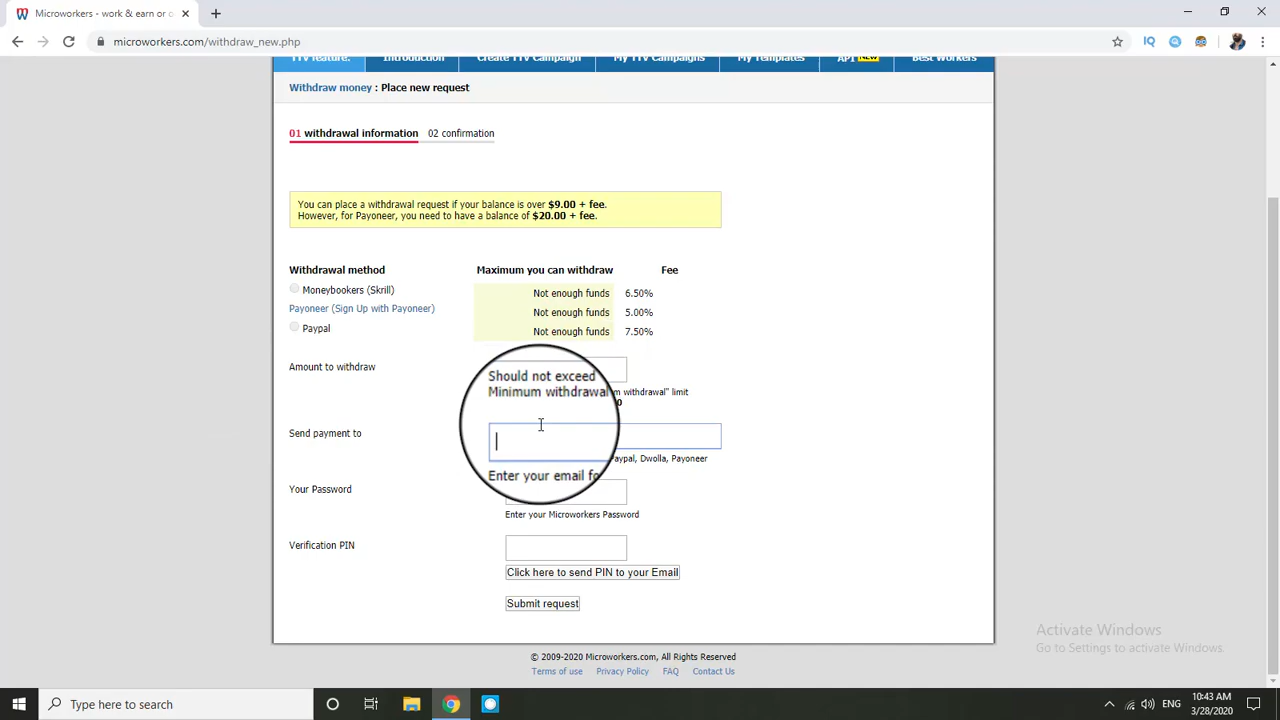 Microworkers - work & earn or o
microworkers.com/withdraw_new.php
TTV feature:
Introduction
Create TTV Campaign
My TTV Campaigns
My Templates
API NEW
Best Workers
Withdraw money : Place new request
01 withdrawal information 02 confirmation
You can place a withdrawal request if your balance is over $9.00 + fee.
However, for Payoneer, you need to have a balance of $20.00 + fee.
Withdrawal method Maximum you can withdraw Fee
Moneybookers (Skrill) Not enough funds 6.50%
Payoneer (Sign Up with Payoneer) Not enough funds 5.00%
Paypal Not enough funds 7.50%
Amount to withdraw
Should not exceed
m withdrawal" limit
Minimum withdrawal
0
Send payment to
Enter your email fo
Paypal, Dwolla, Payoneer
Your Password
Enter your Microworkers Password
Verification PIN
Click here to send PIN to your Email
Submit request
Activate Windows
Go to Settings to activate Windows.
© 2009-2020 Microworkers.com, All Rights Reserved
Terms of use Privacy Policy FAQ Contact Us
Type here to search
ENG
10:43 AM
3/28/2020